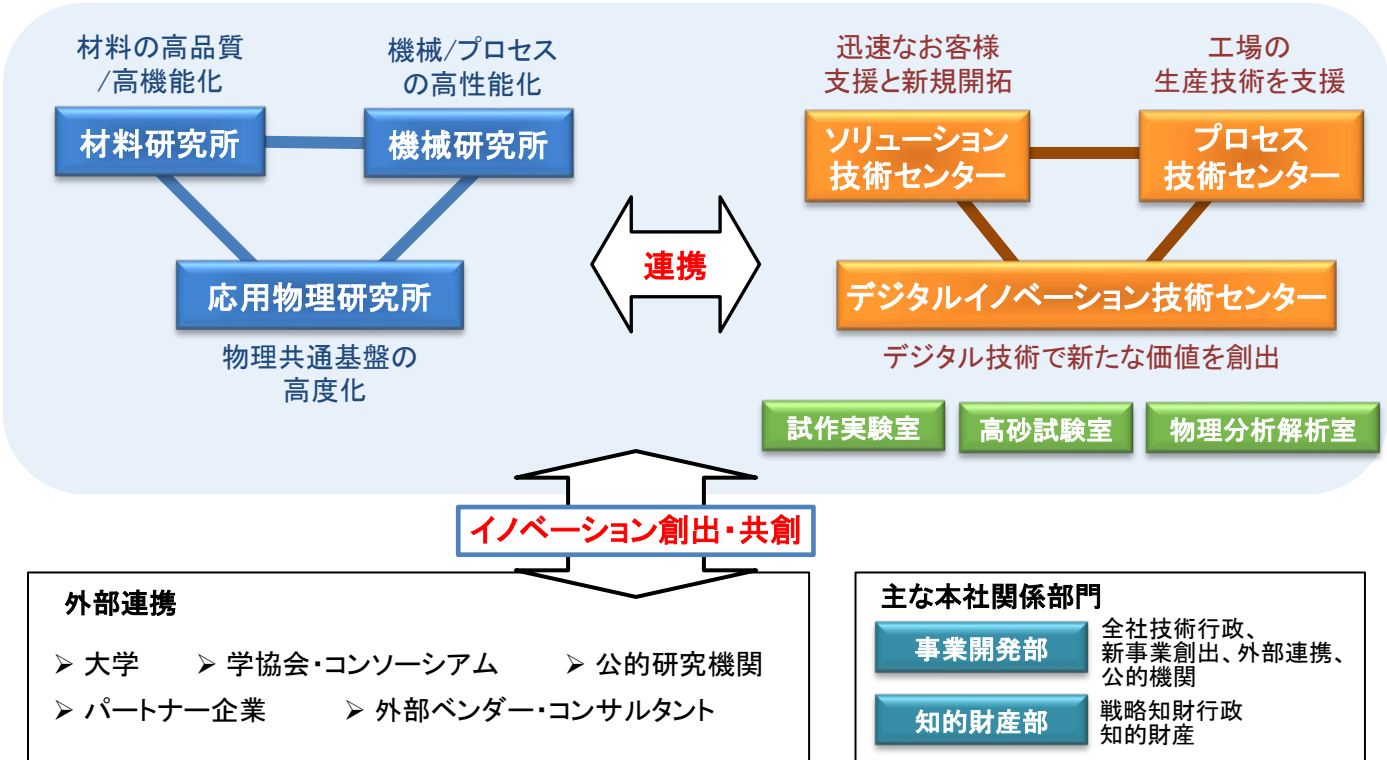 材料の高品質
/高機能化
機械/プロセス
の高性能化
材料研究所
機械研究所
応用物理研究所
物理共通基盤の
高度化
連携
迅速なお客様
支援と新規開拓
工場の
生産技術を支援
ソリューション
技術センター
プロセス
技術センター
デジタルイノベーション技術センター
デジタル技術で新たな価値を創出
試作実験室
高砂試験室
物理分析解析室
イノベーション創出・共創
外部連携
➢ 大学 ➢ 学協会・コンソーシアム ➢ 公的研究機関
➢ パートナー企業 ➢ 外部ベンダー・コンサルタント
主な本社関係部門
事業開発部
全社技術行政、
新事業創出、外部連携、
公的機関
知的財産部
戦略知財行政
知的財産